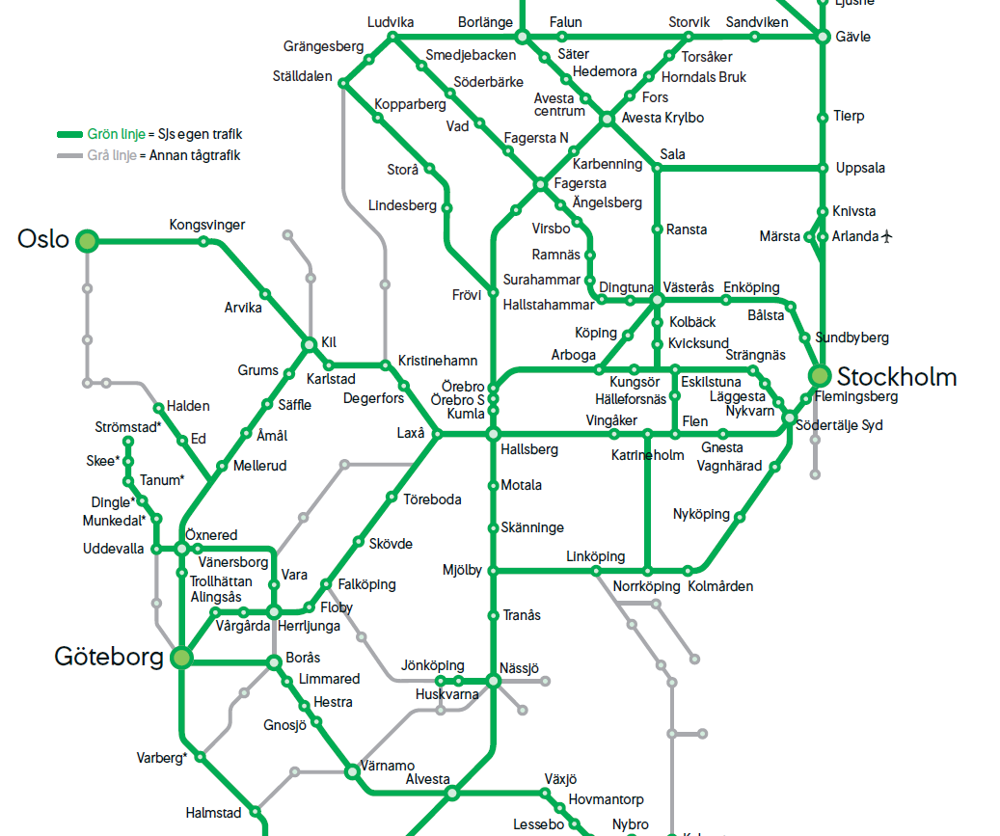 Ljusne
Ludvika
Borlänge
Falun
Storvik
Sandviken
Gävle
Grängesberg
Smedjebacken
Säter
Torsåker
Ställdalen
Söderbärke
Hedemora
Horndals Bruk
Kopparberg
Avesta
centrum
Fors
Vad
Avesta Krylbo
Tierp
Grön linje = SJs egen trafik
Grå linje = Annan tågtrafik
Fagersta N
Karbenning
Sala
Uppsala
Storå
Fagersta
Lindesberg
Ängelsberg
Knivsta
Kongsvinger
Oslo
Virsbo
Ransta
Märsta
Arlanda
Ramnäs
Surahammar
Dingtuna
Västerås
Enköping
Frövi
Hallstahammar
Arvika
Bålsta
Kolbäck
Köping
Kvicksund
Sundbyberg
Kil
Arboga
Strängnäs
Kristinehamn
Grums
Karlstad
Stockholm
Degerfors
Örebro
Örebro S
Kumla
Kungsör
Eskilstuna
Hälleforsnäs
Läggesta
Nykvarn
Flemingsberg
Säffle
Halden
Strömstad*
Ed
Åmål
Laxå
Hallsberg
Vingåker
Flen
Södertälje Syd
Katrineholm
Gnesta
Vagnhärad
Skee*
Mellerud
Tanum*
Dingle*
Munkedal*
Töreboda
Motala
Nyköping
Öxnered
Skänninge
Uddevalla
Vänersborg
Skövde
Linköping
Trollhättan
Vara
Mjölby
Alingsås
Falköping
Norrköping
Kolmården
Floby
Tranås
Vårgårda
Herrljunga
Göteborg
Borås
Jönköping
Nässjö
Limmared
Huskvarna
Hestra
Gnosjö
Varberg*
Värnamo
Alvesta
Växjö
Halmstad
Hovmantorp
Lessebo
Nybro